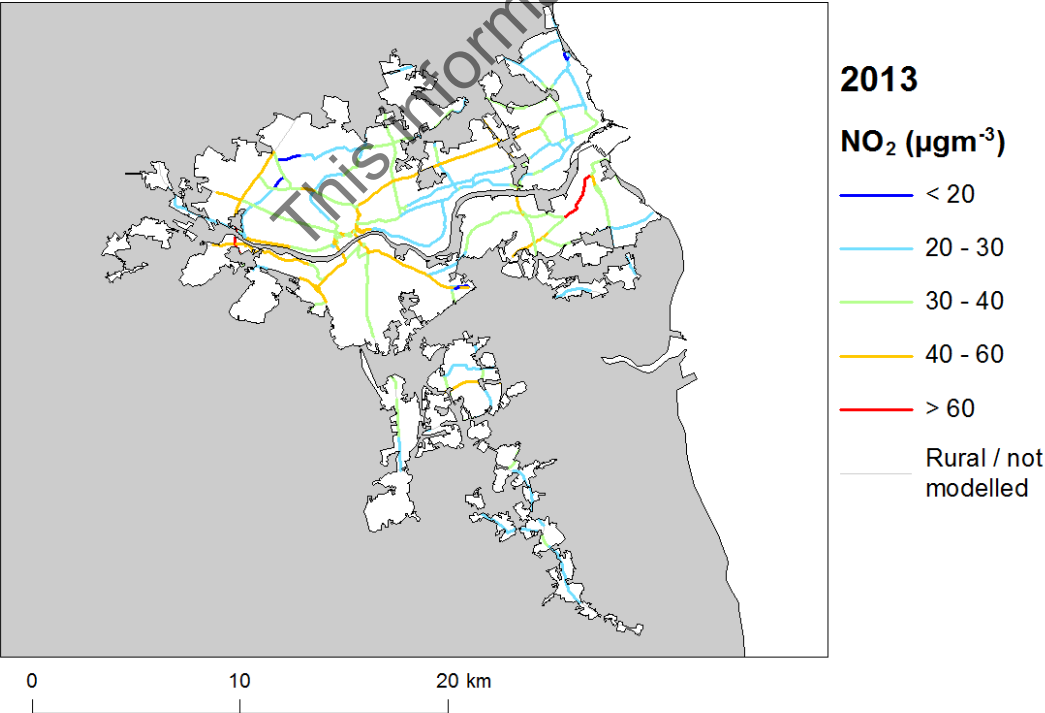 This informa
2013
NO₂ (µgm⁻³)
< 20
20 - 30
30 - 40
40 - 60
> 60
Rural / not
modelled
0 10 20 km